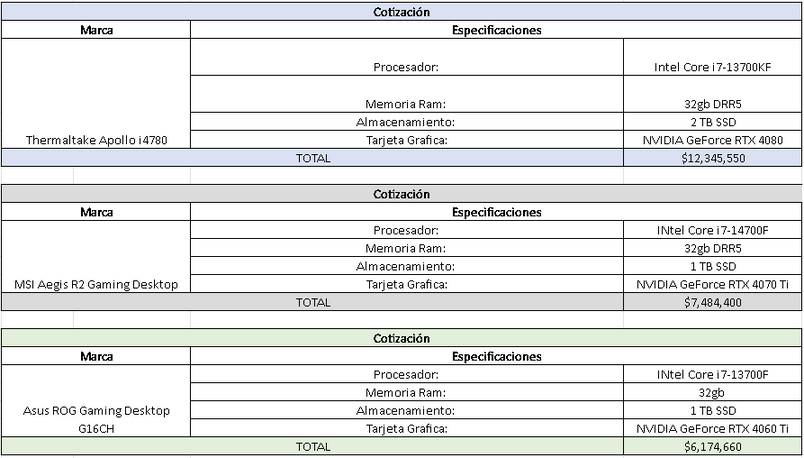 Cotización
Marca Especificaciones
Procesador: Intel Core i7-13700KF
Memoria Ram: 32gb DRR5
Almacenamiento: 2 TB SSD
Thermaltake Apollo i4780 Tarjeta Grafica: NVIDIA GeForce RTX 4080
TOTAL $12,345,550
Cotización
Marca Especificaciones
Procesador: INtel Core i7-14700F
Memoria Ram: 32gb DRR5
Almacenamiento: 1 TB SSD
MSI Aegis R2 Gaming Desktop Tarjeta Grafica: NVIDIA GeForce RTX 4070 Ti
TOTAL $7,484,400
Cotización
Marca Especificaciones
Procesador: INtel Core i7-13700F
Memoria Ram: 32gb
Asus ROG Gaming Desktop Almacenamiento: 1 TB SSD
G16CH Tarjeta Grafica: NVIDIA GeForce RTX 4060 Ti
TOTAL $6,174,660